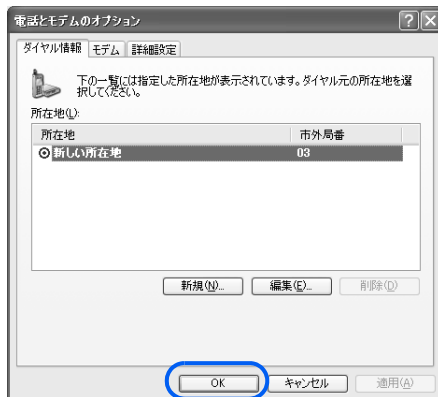 電話とモデムのオプション
ダイヤル情報 モデム 詳細設定
下の一覧には指定した所在地が表示されています。ダイヤル元の所在地を選
択してください。
所在地(L):
所在地 市外局番
新しい所在地 03
新規(N)... 編集(E)... 削除(D)
OK キャンセル 適用(A)